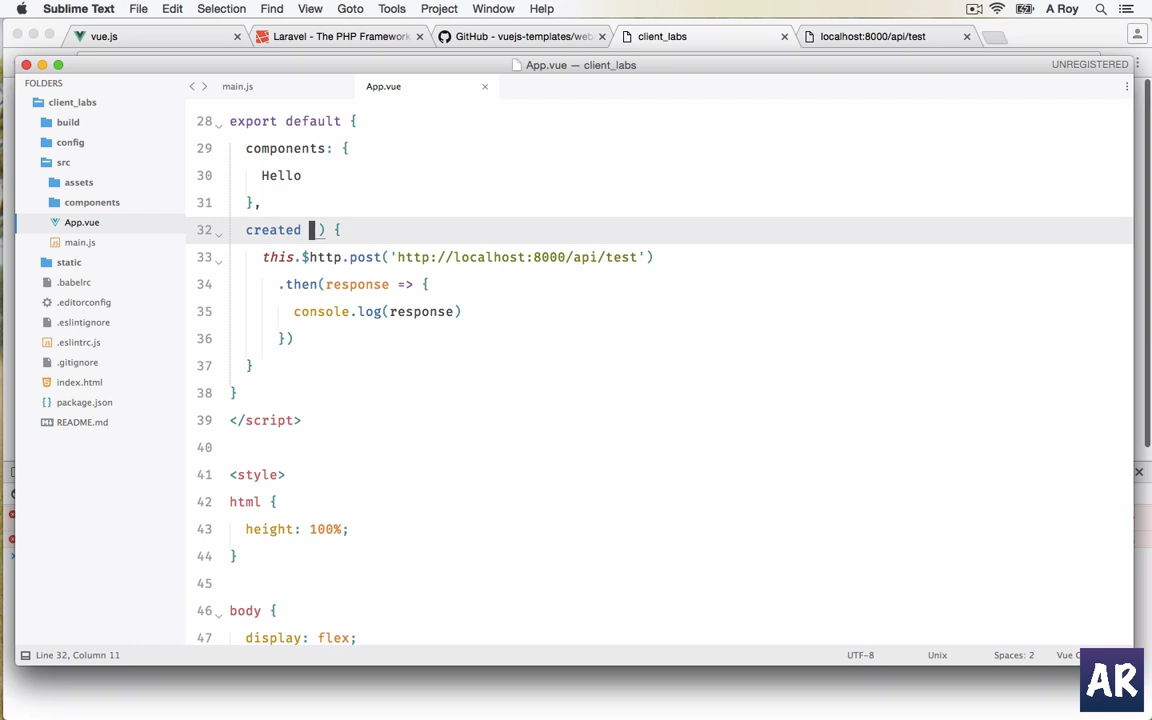 Sublime Text File Edit Selection Find View Goto Tools Project Window Help A Roy
vue.js Laravel - The PHP Framework GitHub - vuejs-templates/web client_labs localhost:8000/api/test
App.vue — client_labs UNREGISTERED
FOLDERS
client_labs
build
config
src
assets
components
App.vue
main.js
static
.babelrc
.editorconfig
.eslintignore
.eslintrc.js
.gitignore
index.html
package.json
README.md
main.js App.vue
28 export default {
29 components: {
30 Hello
31 },
32 created () {
33 this.$http.post('http://localhost:8000/api/test')
34 .then(response => {
35 console.log(response)
36 })
37 }
38 }
39 </script>
40
41 <style>
42 html {
43 height: 100%;
44 }
45
46 body {
47 display: flex;
Line 32, Column 11 UTF-8 Unix Spaces: 2 Vue
AR